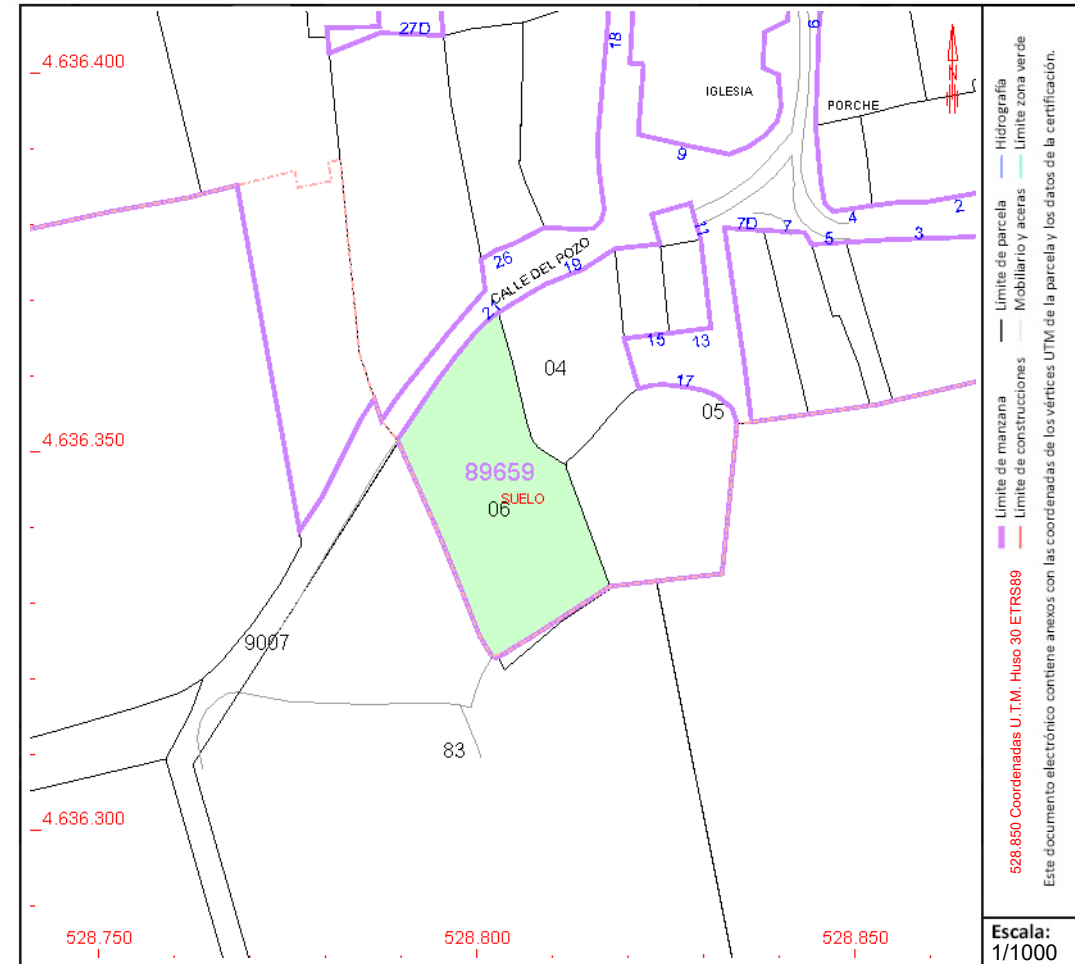 27D
18
6
4.636.400
IGLESIA
PORCHE
9
11
7D
7
4
2
5
3
26
CALLE DEL POZO
19
21
15
13
04
17
05
4.636.350
89659
SUELO
06
9007
83
4.636.300
528.750
528.800
528.850
Límite de manzana
Límite de parcela
Hidrografía
Límite de construcciones
Mobiliario y aceras
Límite zona verde
528.850 Coordenadas U.T.M. Huso 30 ETRS89
Este documento electrónico contiene anexos con las coordenadas de los vértices UTM de la parcela y los datos de la certificación.
N
Escala:
1/1000